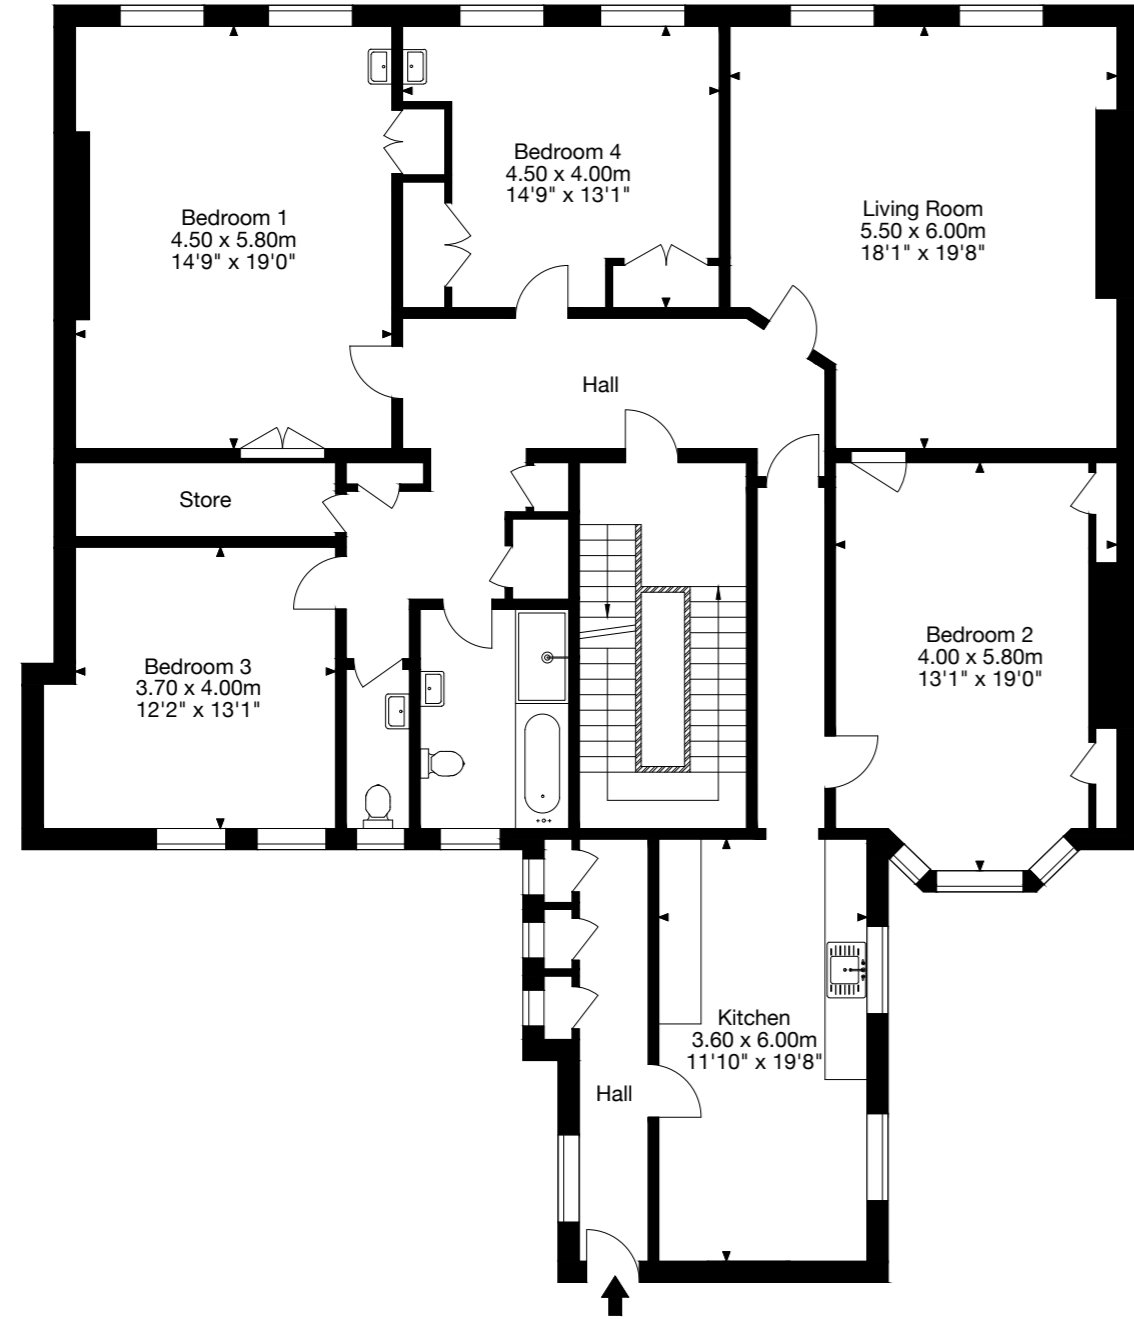 Bedroom 4
4.50 x 4.00m
14'9" x 13'1"
Bedroom 1
4.50 x 5.80m
14'9" x 19'0"
Living Room
5.50 x 6.00m
18'1" x 19'8"
Hall
Store
Bedroom 3
3.70 x 4.00m
12'2" x 13'1"
Bedroom 2
4.00 x 5.80m
13'1" x 19'0"
Kitchen
3.60 x 6.00m
11'10" x 19'8"
Hall